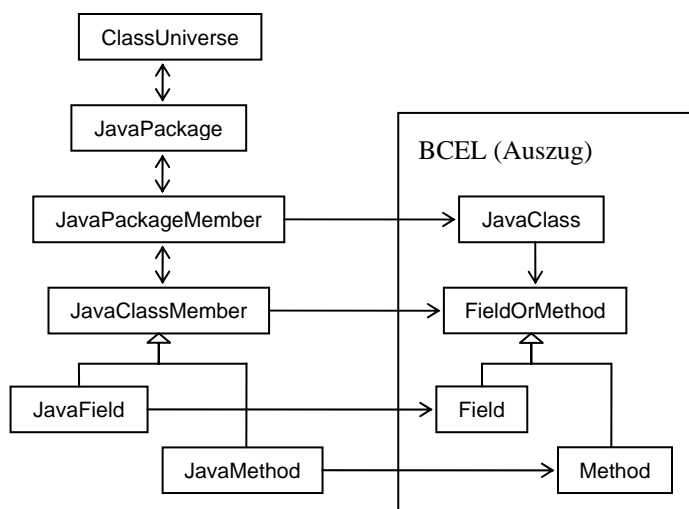 ClassUniverse
JavaPackage
BCEL (Auszug)
JavaPackageMember
JavaClass
JavaClassMember
FieldOrMethod
JavaField
Field
JavaMethod
Method